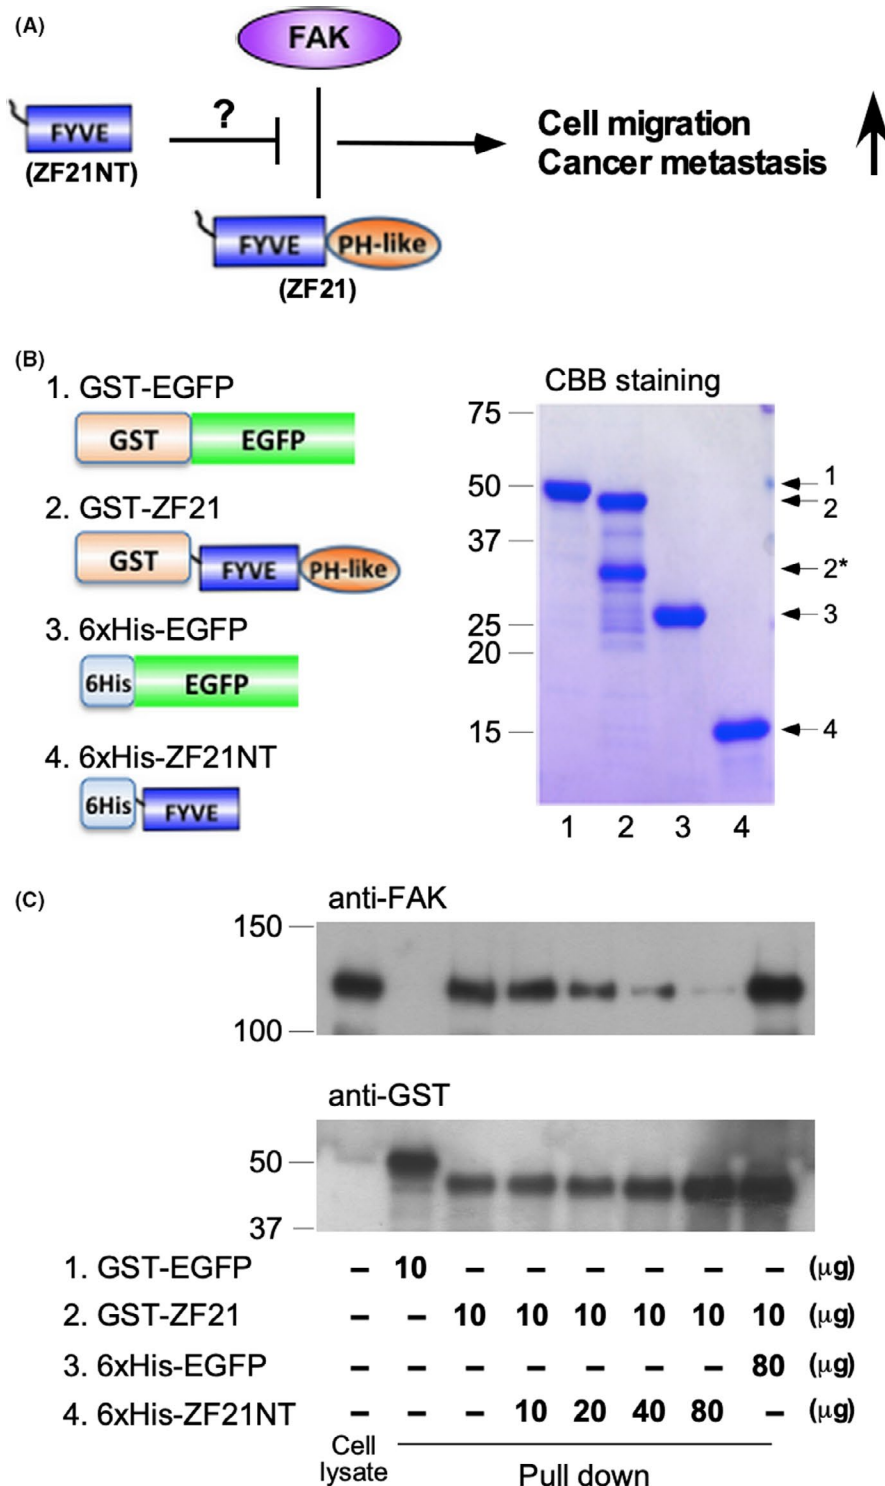 (A)
FAK
?
FYVE
(ZF21NT)
Cell migration
Cancer metastasis
FYVE PH-like
(ZF21)
(B)
1. GST-EGFP
GST EGFP
2. GST-ZF21
GST FYVE PH-like
3. 6xHis-EGFP
6His EGFP
4. 6xHis-ZF21NT
6His FYVE
CBB staining
75
50
37
25
20
15
1
2
2*
3
4
1 2 3 4
(C)
anti-FAK
150
100
anti-GST
50
37
1. GST-EGFP – 10 – – – – – – (μg)
2. GST-ZF21 – – 10 10 10 10 10 10 (μg)
3. 6xHis-EGFP – – – – – – – 80 (μg)
4. 6xHis-ZF21NT – – – 10 20 40 80 – (μg)
Cell
lysate
Pull down